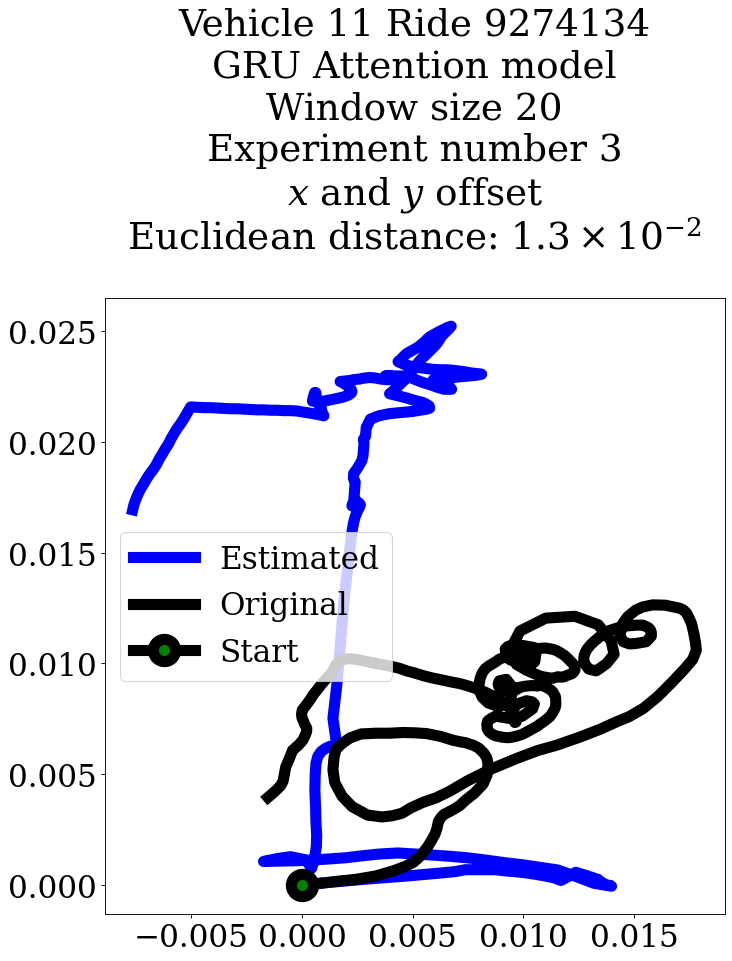 Vehicle 11 Ride 9274134
GRU Attention model
Window size 20
Experiment number 3
x and y offset
Euclidean distance: 1.3 × 10⁻²
0.025
0.020
0.015
0.010
0.005
0.000
Estimated
Original
Start
−0.005 0.000 0.005 0.010 0.015